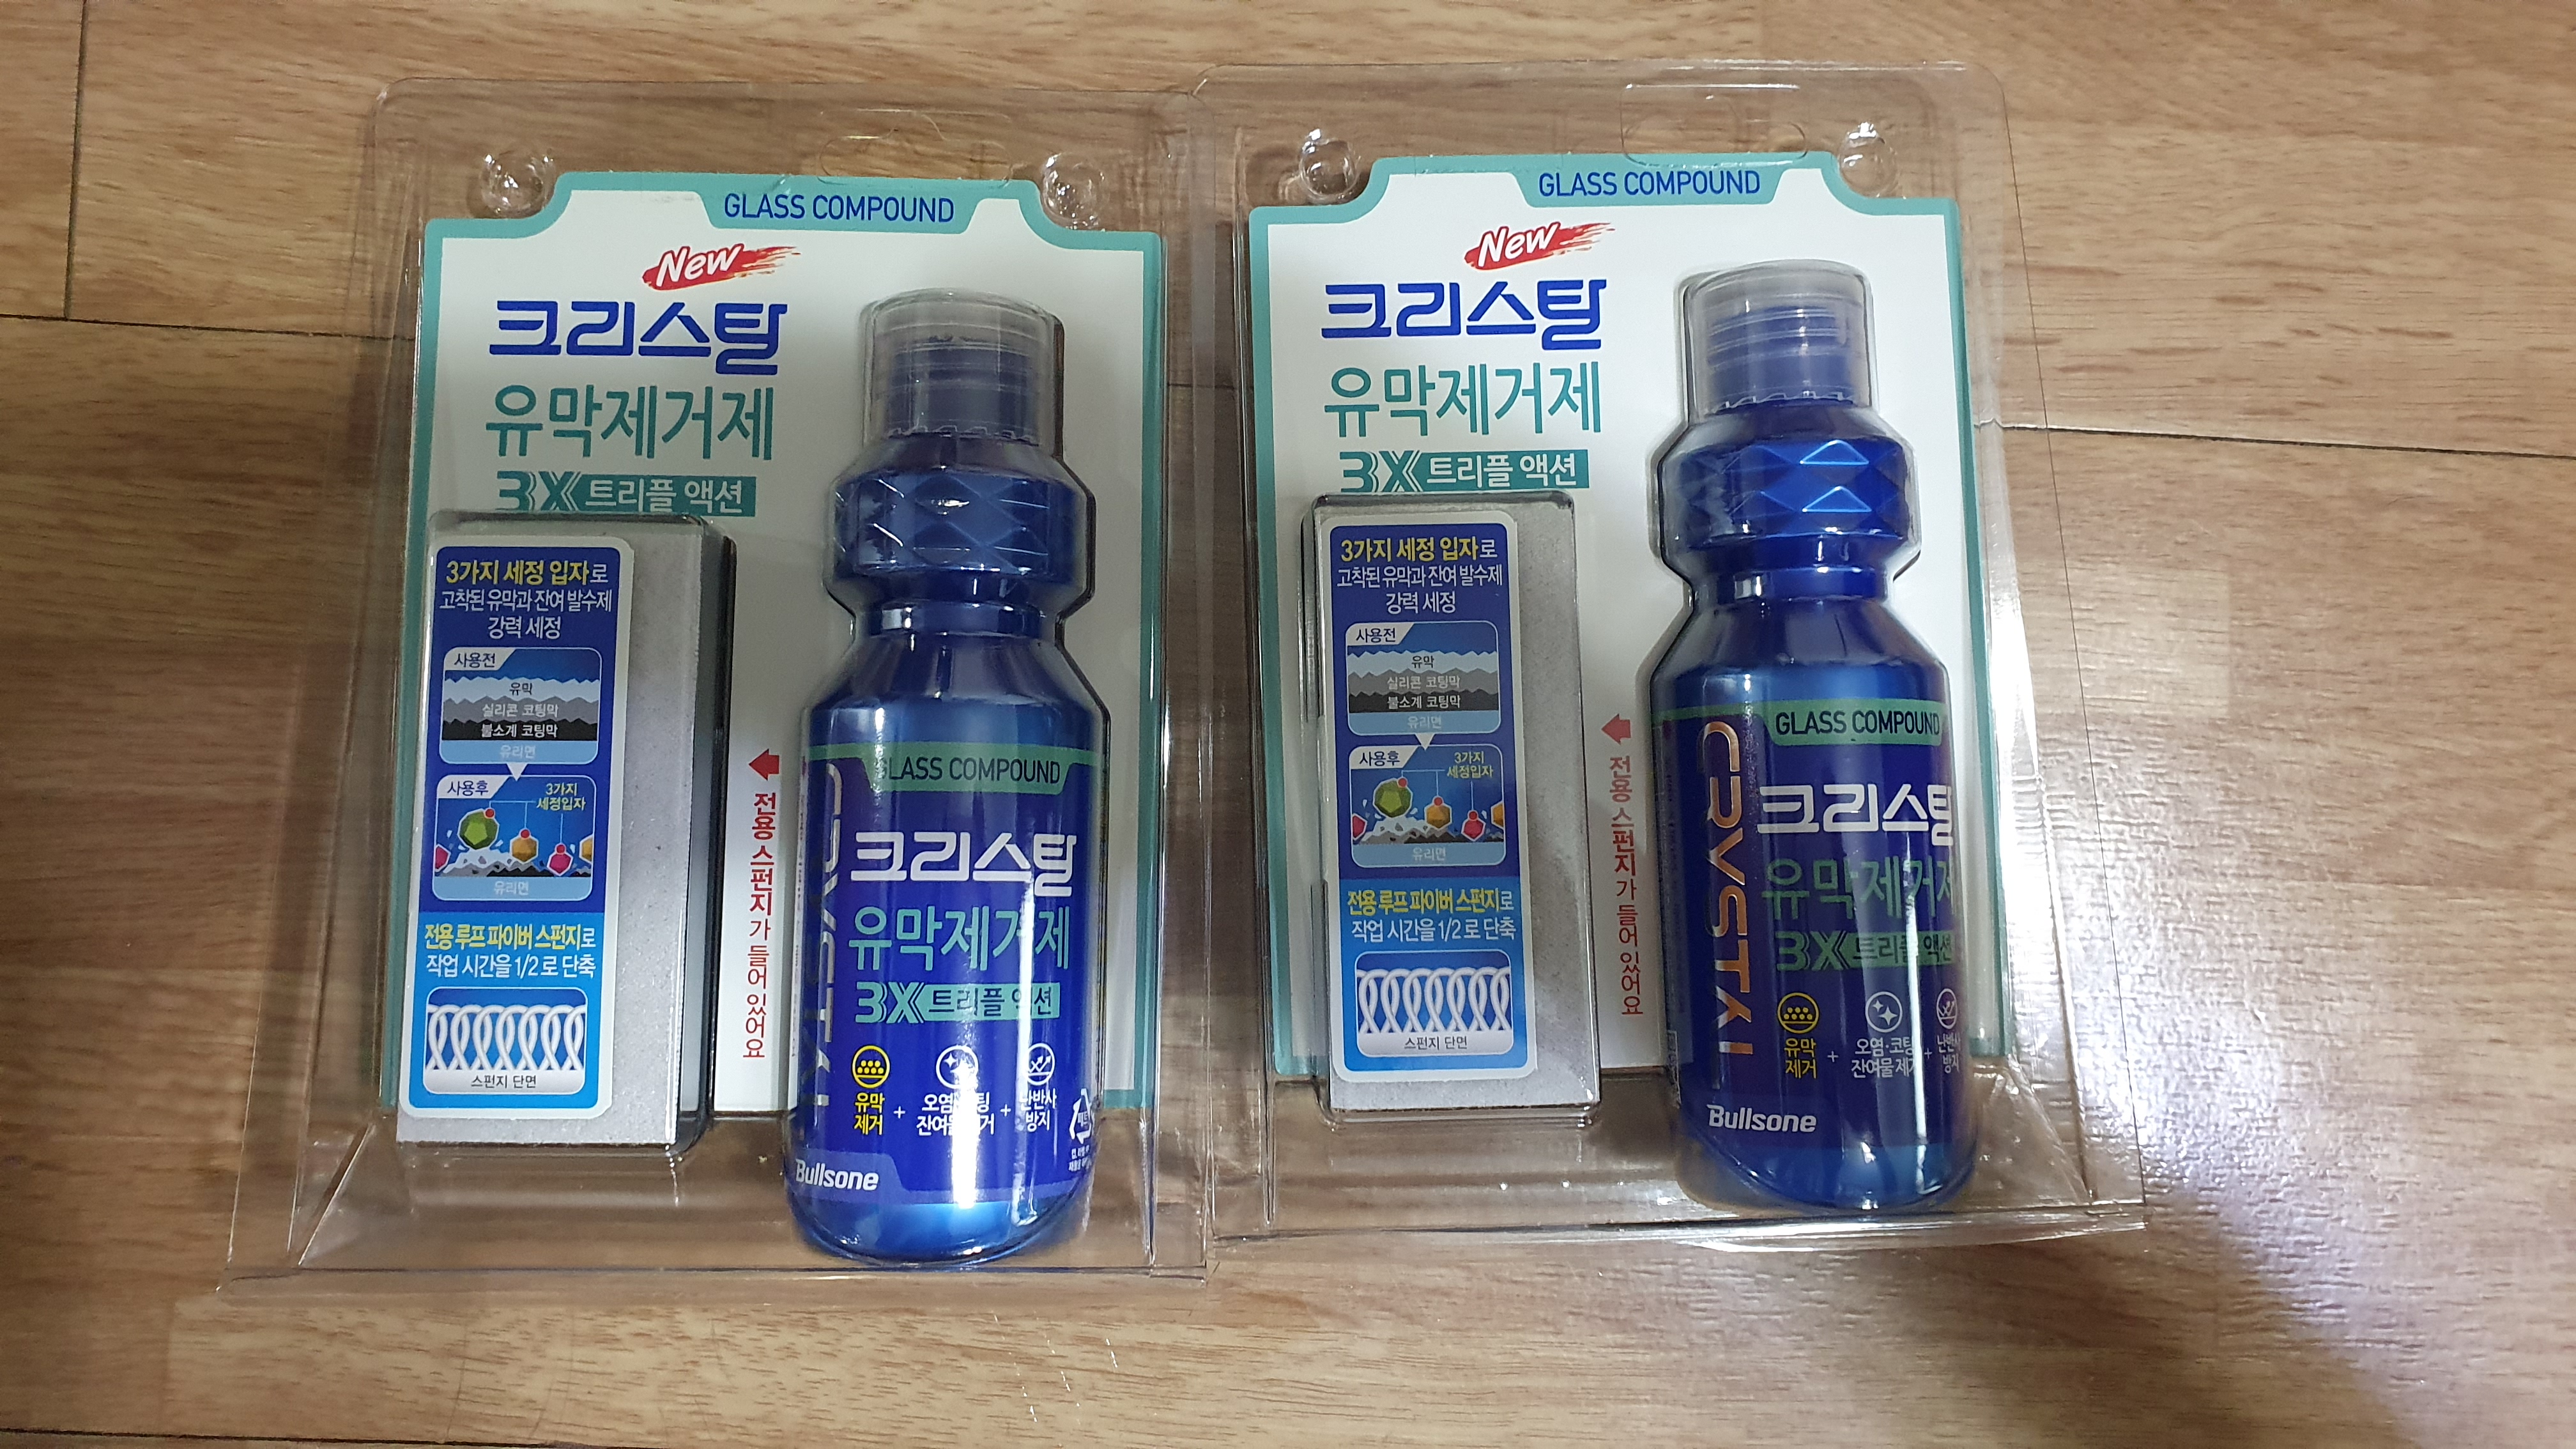 GLASS COMPOUND
New
크리스탈
유막제거제
3X 트리플 액션
3가지 세정 입자로
고착된 유막과 잔여 발수제
강력 세정
사용전
유막
실리콘 코팅막
불소계 코팅막
유리면
사용후
3가지
세정입자
유리면
전용 루프 파이버 스펀지로
작업 시간을 1/2로 단축
스펀지 단면
전용 스펀지가 들어 있어요
GLASS COMPOUND
크리스탈
유막제거제
3X 트리플 액션
유막
제거
+
오염·코팅
잔여물제거
+
난반사
방지
Bullsone
GLASS COMPOUND
New
크리스탈
유막제거제
3X 트리플 액션
3가지 세정 입자로
고착된 유막과 잔여 발수제
강력 세정
사용전
유막
실리콘 코팅막
불소계 코팅막
유리면
사용후
3가지
세정입자
유리면
전용 루프 파이버 스펀지로
작업 시간을 1/2로 단축
스펀지 단면
전용 스펀지가 들어 있어요
CRYSTAL
GLASS COMPOUND
크리스탈
유막제거제
3X 트리플 액션
유막
제거
+
오염·코팅
잔여물제거
+
난반사
방지
Bullsone